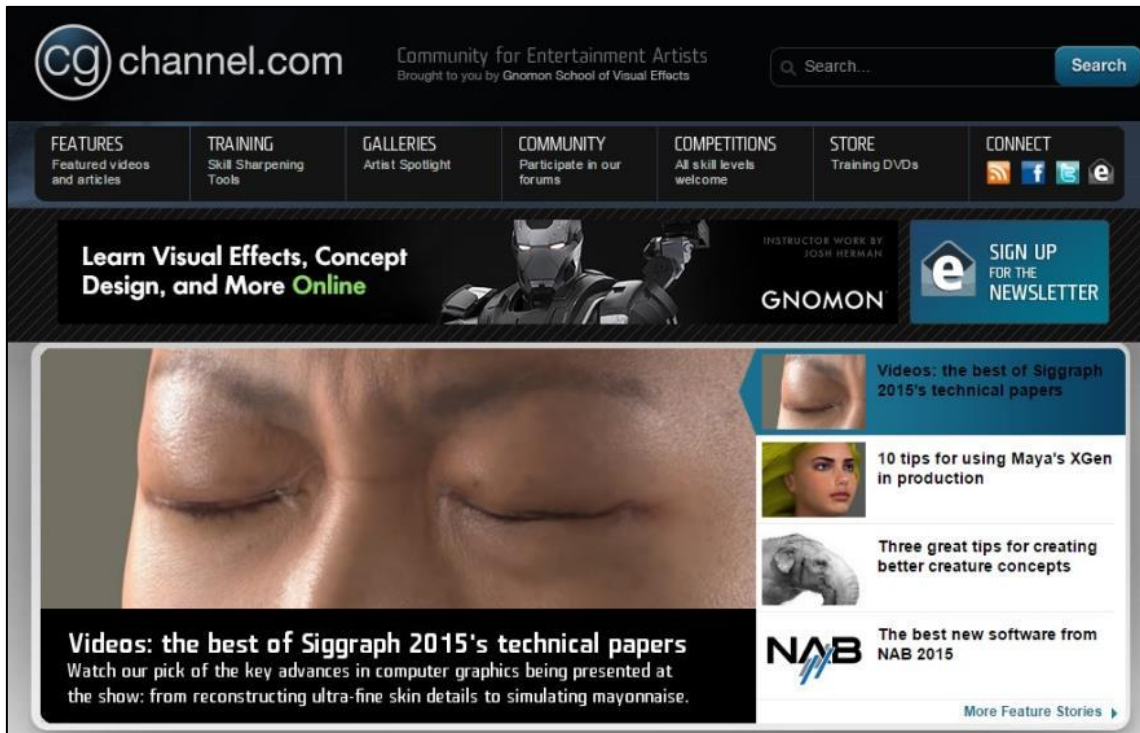 cg channel.com
Community for Entertainment Artists
Brought to you by Gnomon School of Visual Effects
Search...
Search
FEATURES
Featured videos
and articles
TRAINING
Skill Sharpening
Tools
GALLERIES
Artist Spotlight
COMMUNITY
Participate in our
forums
COMPETITIONS
All skill levels
welcome
STORE
Training DVDs
CONNECT
Learn Visual Effects, Concept
Design, and More Online
INSTRUCTOR WORK BY
JOSH HERMAN
GNOMON
e
SIGN UP
FOR THE
NEWSLETTER
Videos: the best of Siggraph 2015's technical papers
Watch our pick of the key advances in computer graphics being presented at
the show: from reconstructing ultra-fine skin details to simulating mayonnaise.
Videos: the best of Siggraph
2015's technical papers
10 tips for using Maya's XGen
in production
Three great tips for creating
better creature concepts
NAB
The best new software from
NAB 2015
More Feature Stories